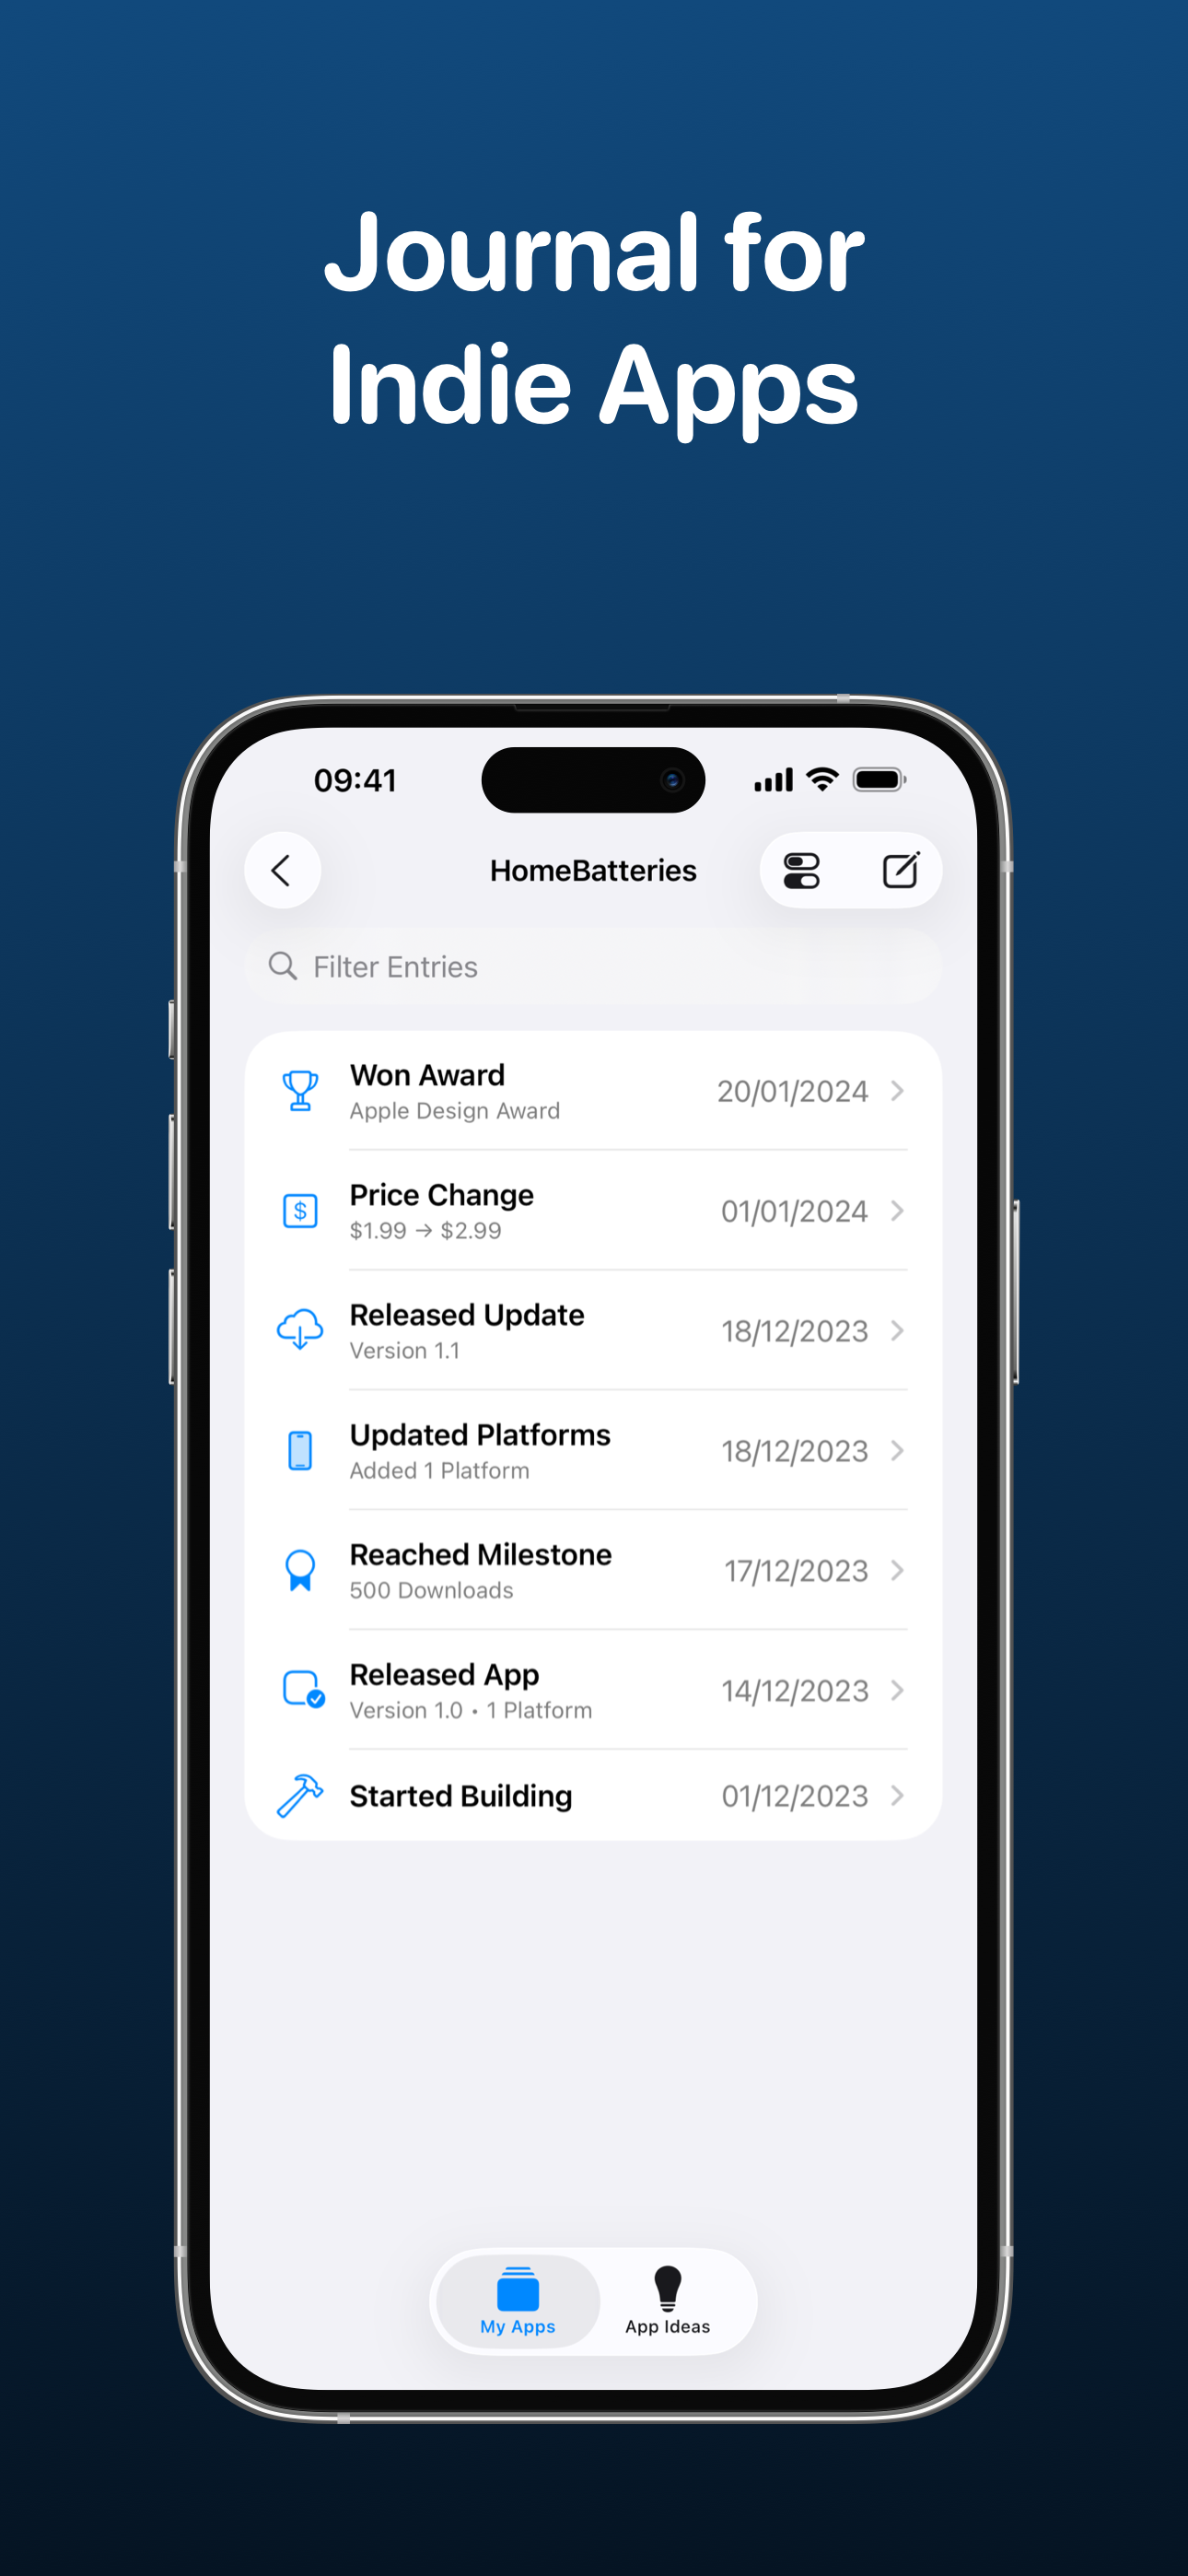 Journal for
Indie Apps
09:41
HomeBatteries
Filter Entries
Won Award
Apple Design Award
20/01/2024
Price Change
$1.99 → $2.99
01/01/2024
Released Update
Version 1.1
18/12/2023
Updated Platforms
Added 1 Platform
18/12/2023
Reached Milestone
500 Downloads
17/12/2023
Released App
Version 1.0 • 1 Platform
14/12/2023
Started Building
01/12/2023
My Apps
App Ideas